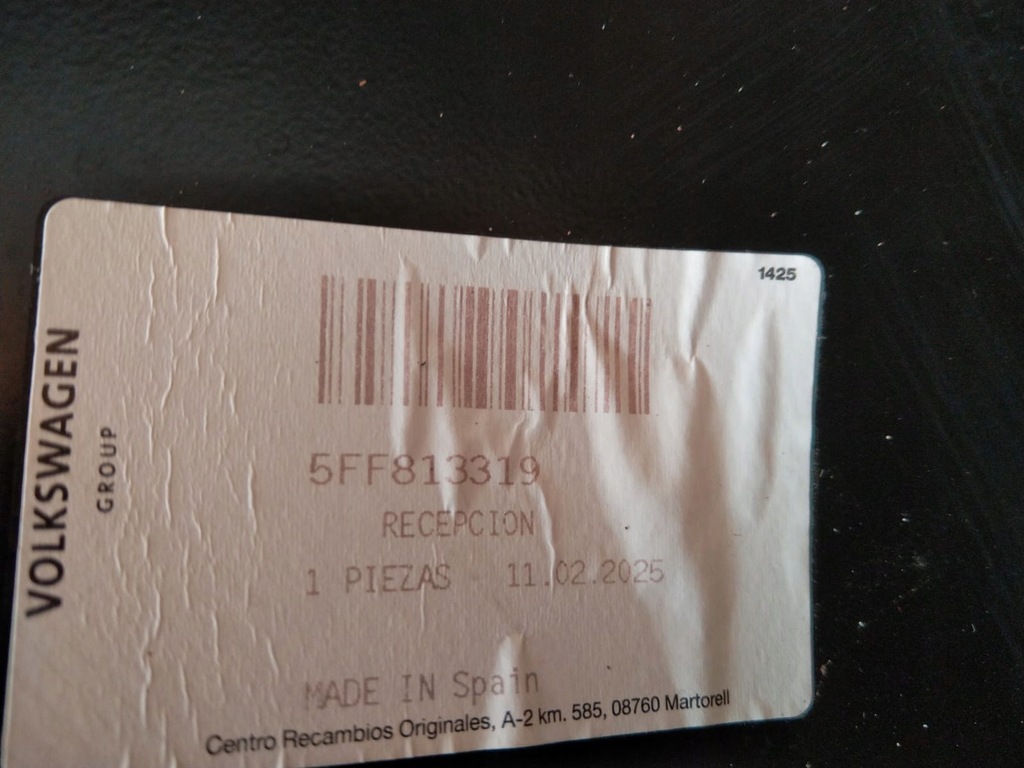 VOLKSWAGEN
GROUP
1425
5FF813319
RECEPCION
1 PIEZAS 11.02.2025
MADE IN Spain
Centro Recambios Originales, A-2 km. 585, 08760 Martorell